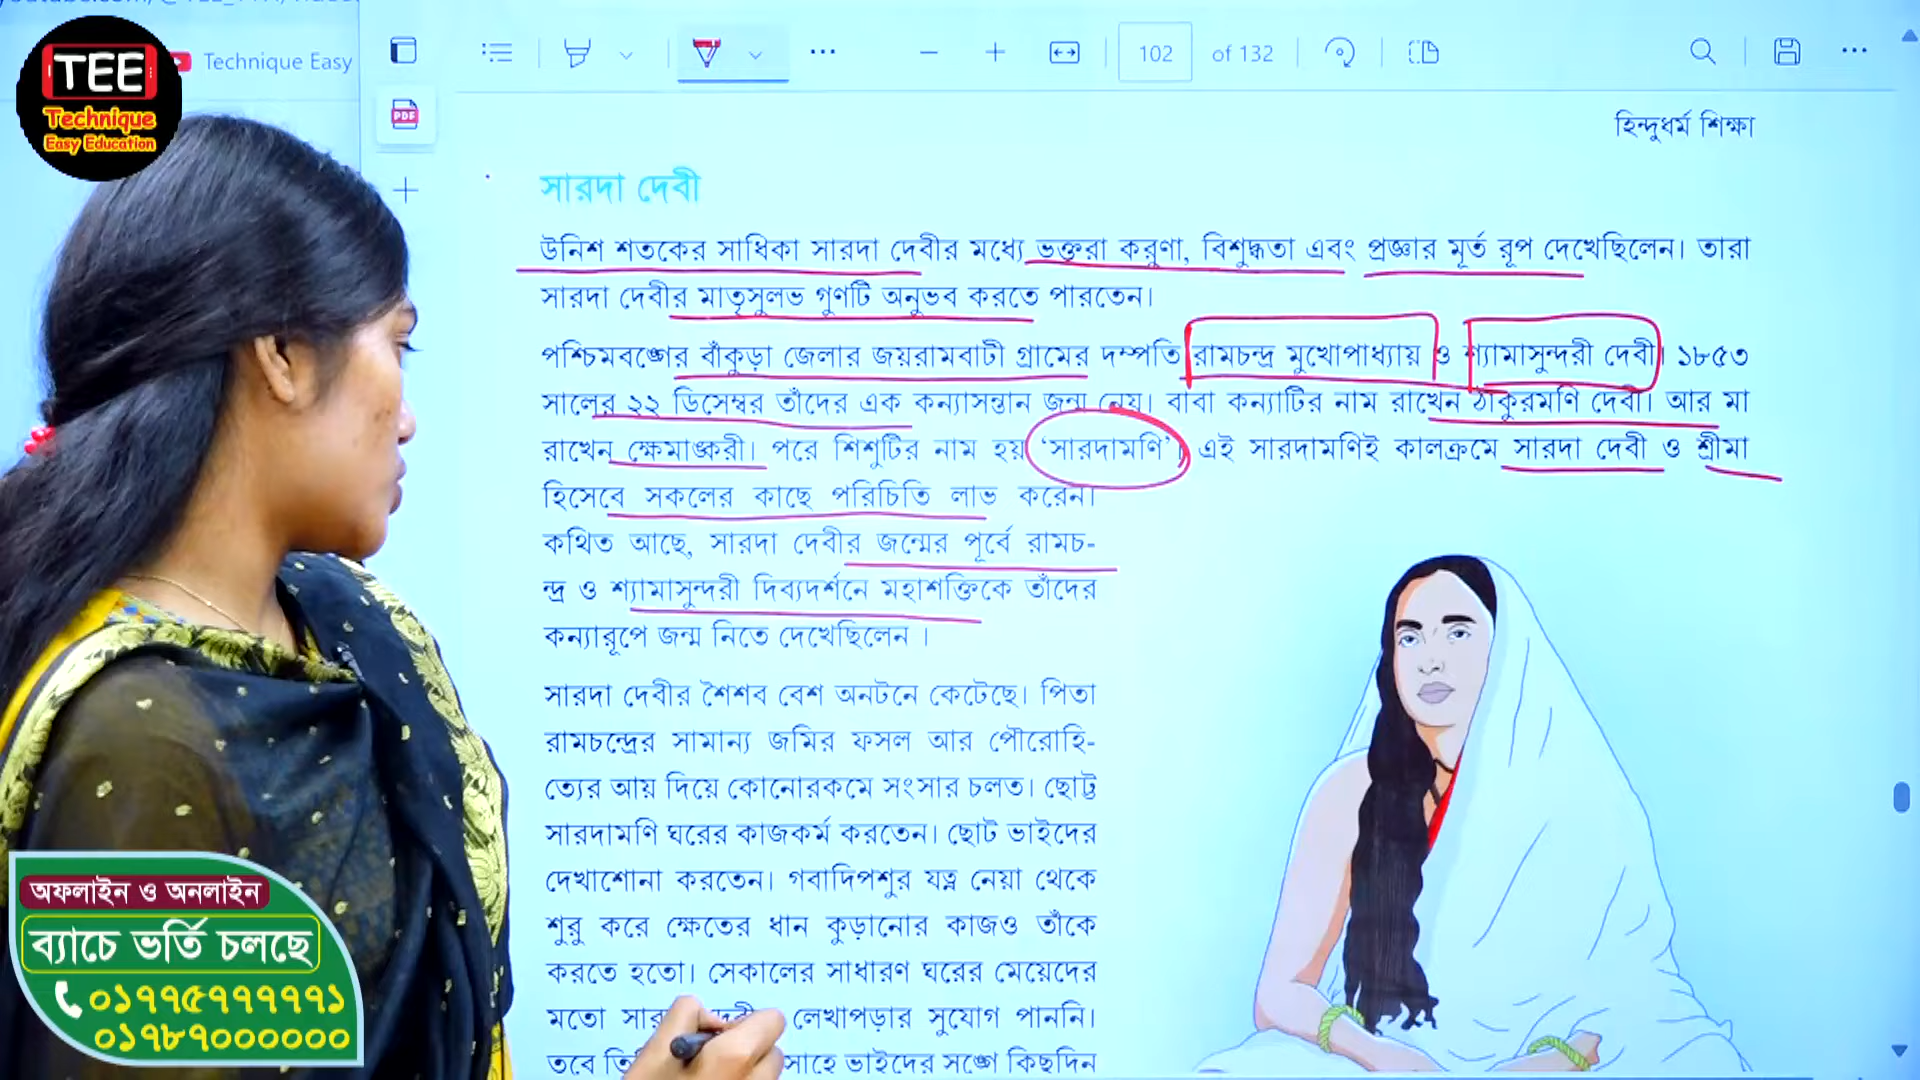 TEE
Technique
Easy Education
Technique Easy
PDF
102 of 132
হিন্দুধর্ম শিক্ষা
সারদা দেবী
উনিশ শতকের সাধিকা সারদা দেবীর মধ্যে ভক্তরা করুণা, বিশুদ্ধতা এবং প্রজ্ঞার মূর্ত রূপ দেখেছিলেন। তারা
সারদা দেবীর মাতৃসুলভ গুণটি অনুভব করতে পারতেন।
পশ্চিমবঙ্গের বাঁকুড়া জেলার জয়রামবাটী গ্রামের দম্পতি রামচন্দ্র মুখোপাধ্যায় ও শ্যামাসুন্দরী দেবী। ১৮৫৩
সালের ২২ ডিসেম্বর তাঁদের এক কন্যাসন্তান জন্ম নেয়। বাবা কন্যাটির নাম রাখেন ঠাকুরমণি দেবী। আর মা
রাখেন ক্ষেমাঙ্করী। পরে শিশুটির নাম হয় ‘সারদামণি’। এই সারদামণিই কালক্রমে সারদা দেবী ও শ্রীমা
হিসেবে সকলের কাছে পরিচিতি লাভ করেন।
কথিত আছে, সারদা দেবীর জন্মের পূর্বে রামচ-
ন্দ্র ও শ্যামাসুন্দরী দিব্যদর্শনে মহাশক্তিকে তাঁদের
কন্যারূপে জন্ম নিতে দেখেছিলেন ।
সারদা দেবীর শৈশব বেশ অনটনে কেটেছে। পিতা
রামচন্দ্রের সামান্য জমির ফসল আর পৌরোহি-
ত্যের আয় দিয়ে কোনোরকমে সংসার চলত। ছোট্ট
সারদামণি ঘরের কাজকর্ম করতেন। ছোট ভাইদের
দেখাশোনা করতেন। গবাদিপশুর যত্ন নেয়া থেকে
শুরু করে ক্ষেতের ধান কুড়ানোর কাজও তাঁকে
করতে হতো। সেকালের সাধারণ ঘরের মেয়েদের
মতো লেখাপড়ার সুযোগ পাননি।
তবে ভাইদের সঙ্গে কিছুদিন
অফলাইন ও অনলাইন
ব্যাচে ভর্তি চলছে
০১৭৭৫৭৭৭৭৭১
০১৭৮৭০০০০০০